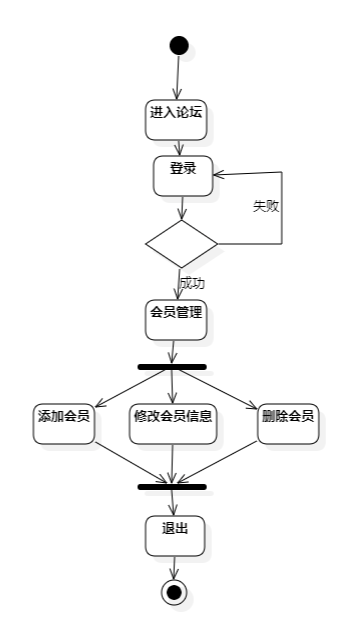 进入论坛
登录
失败
成功
会员管理
添加会员
修改会员信息
删除会员
退出